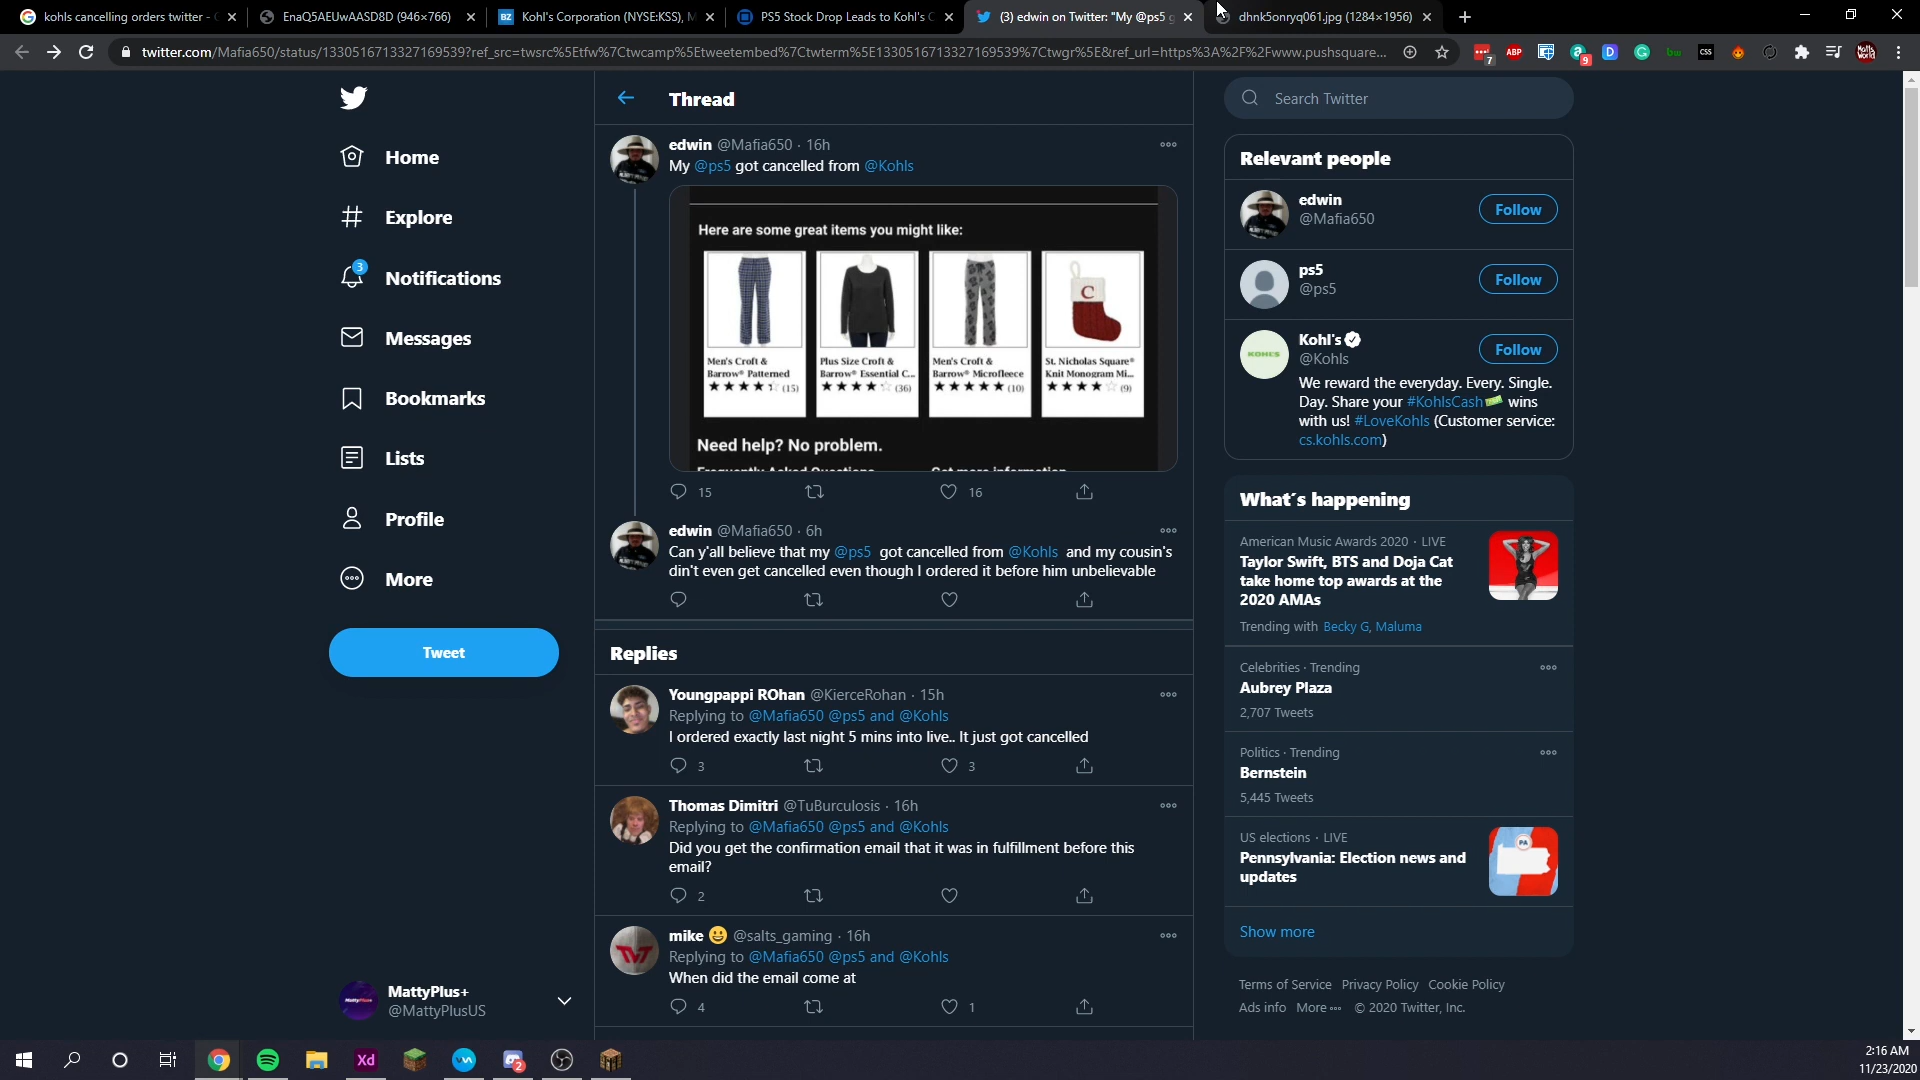 kohls cancelling orders twitter -
EnaQ5AEUwAASD8D (946×766)
Kohl's Corporation (NYSE:KSS), M
PS5 Stock Drop Leads to Kohl's C
(3) edwin on Twitter: "My @ps5 g
dhnk5onryq061.jpg (1284×1956)
twitter.com/Mafia650/status/1330516713327169539?ref_src=twsrc%5Etfw%7Ctwcamp%5Etweetembed%7Ctwterm%5E1330516713327169539%7Ctwgr%5E&ref_url=https%3A%2F%2Fwww.pushsquare...
Home
Explore
3
Notifications
Messages
Bookmarks
Lists
Profile
More
Tweet
MattyPlus+
@MattyPlusUS
Thread
edwin @Mafia650 · 16h
My @ps5 got cancelled from @Kohls
Here are some great items you might like:
Men's Croft &
Barrow® Patterned
(15)
Plus Size Croft &
Barrow® Essential C...
(36)
Men's Croft &
Barrow® Microfleece
(10)
C
St. Nicholas Square®
Knit Monogram Mi...
(9)
Need help? No problem.
Frequently Asked Questions
Get more information
15
16
edwin @Mafia650 · 6h
Can y'all believe that my @ps5 got cancelled from @Kohls and my cousin's
din't even get cancelled even though I ordered it before him unbelievable
Replies
Youngpappi ROhan @KierceRohan · 15h
Replying to @Mafia650 @ps5 and @Kohls
I ordered exactly last night 5 mins into live.. It just got cancelled
3
3
Thomas Dimitri @TuBurculosis · 16h
Replying to @Mafia650 @ps5 and @Kohls
Did you get the confirmation email that it was in fulfillment before this
email?
2
mike @salts_gaming · 16h
Replying to @Mafia650 @ps5 and @Kohls
When did the email come at
4
1
Search Twitter
Relevant people
edwin
@Mafia650
Follow
ps5
@ps5
Follow
KOHL'S
Kohl's
@Kohls
Follow
We reward the everyday. Every. Single.
Day. Share your #KohlsCash wins
with us! #LoveKohls (Customer service:
cs.kohls.com)
What's happening
American Music Awards 2020 · LIVE
Taylor Swift, BTS and Doja Cat
take home top awards at the
2020 AMAs
Trending with Becky G, Maluma
Celebrities · Trending
Aubrey Plaza
2,707 Tweets
Politics · Trending
Bernstein
5,445 Tweets
US elections · LIVE
Pennsylvania: Election news and
updates
PA
Show more
Terms of Service Privacy Policy Cookie Policy
Ads info More © 2020 Twitter, Inc.
Xd
2
2:16 AM
11/23/2020